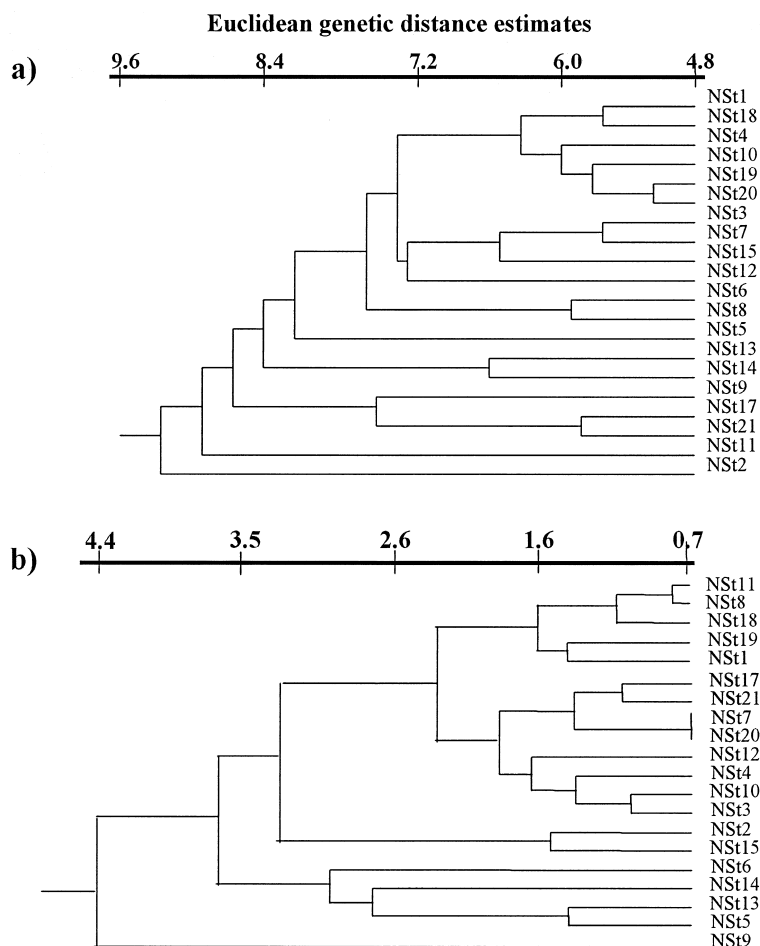 Euclidean genetic distance estimates
a)
9.6 8.4 7.2 6.0 4.8
NSt1
NSt18
NSt4
NSt10
NSt19
NSt20
NSt3
NSt7
NSt15
NSt12
NSt6
NSt8
NSt5
NSt13
NSt14
NSt9
NSt17
NSt21
NSt11
NSt2
b)
4.4 3.5 2.6 1.6 0.7
NSt11
NSt8
NSt18
NSt19
NSt1
NSt17
NSt21
NSt7
NSt20
NSt12
NSt4
NSt10
NSt3
NSt2
NSt15
NSt6
NSt14
NSt13
NSt5
NSt9